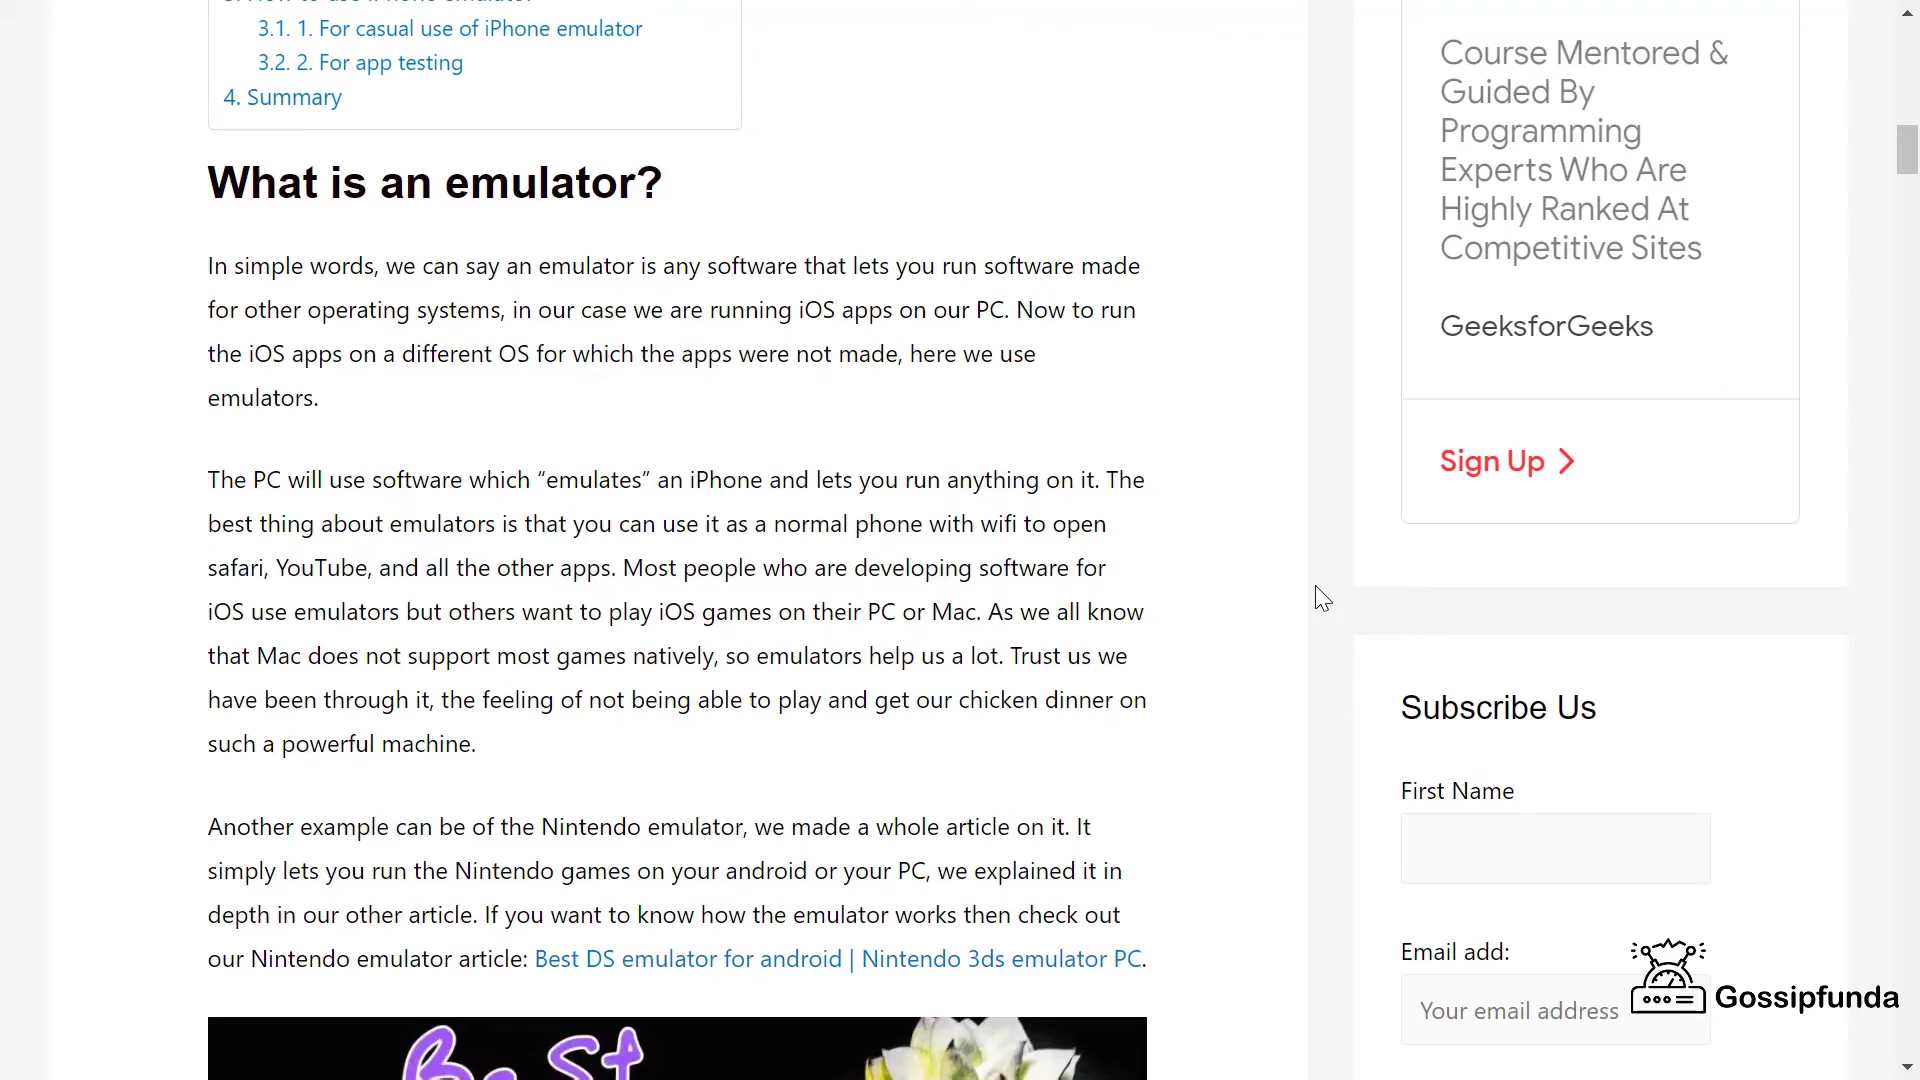 3.1. 1. For casual use of iPhone emulator
3.2. 2. For app testing
4. Summary
What is an emulator?
In simple words, we can say an emulator is any software that lets you run software made
for other operating systems, in our case we are running iOS apps on our PC. Now to run
the iOS apps on a different OS for which the apps were not made, here we use
emulators.
The PC will use software which “emulates” an iPhone and lets you run anything on it. The
best thing about emulators is that you can use it as a normal phone with wifi to open
safari, YouTube, and all the other apps. Most people who are developing software for
iOS use emulators but others want to play iOS games on their PC or Mac. As we all know
that Mac does not support most games natively, so emulators help us a lot. Trust us we
have been through it, the feeling of not being able to play and get our chicken dinner on
such a powerful machine.
Another example can be of the Nintendo emulator, we made a whole article on it. It
simply lets you run the Nintendo games on your android or your PC, we explained it in
depth in our other article. If you want to know how the emulator works then check out
our Nintendo emulator article: Best DS emulator for android | Nintendo 3ds emulator PC.
Best
Course Mentored &
Guided By
Programming
Experts Who Are
Highly Ranked At
Competitive Sites
GeeksforGeeks
Sign Up
Subscribe Us
First Name
Email add:
Your email address
Gossipfunda